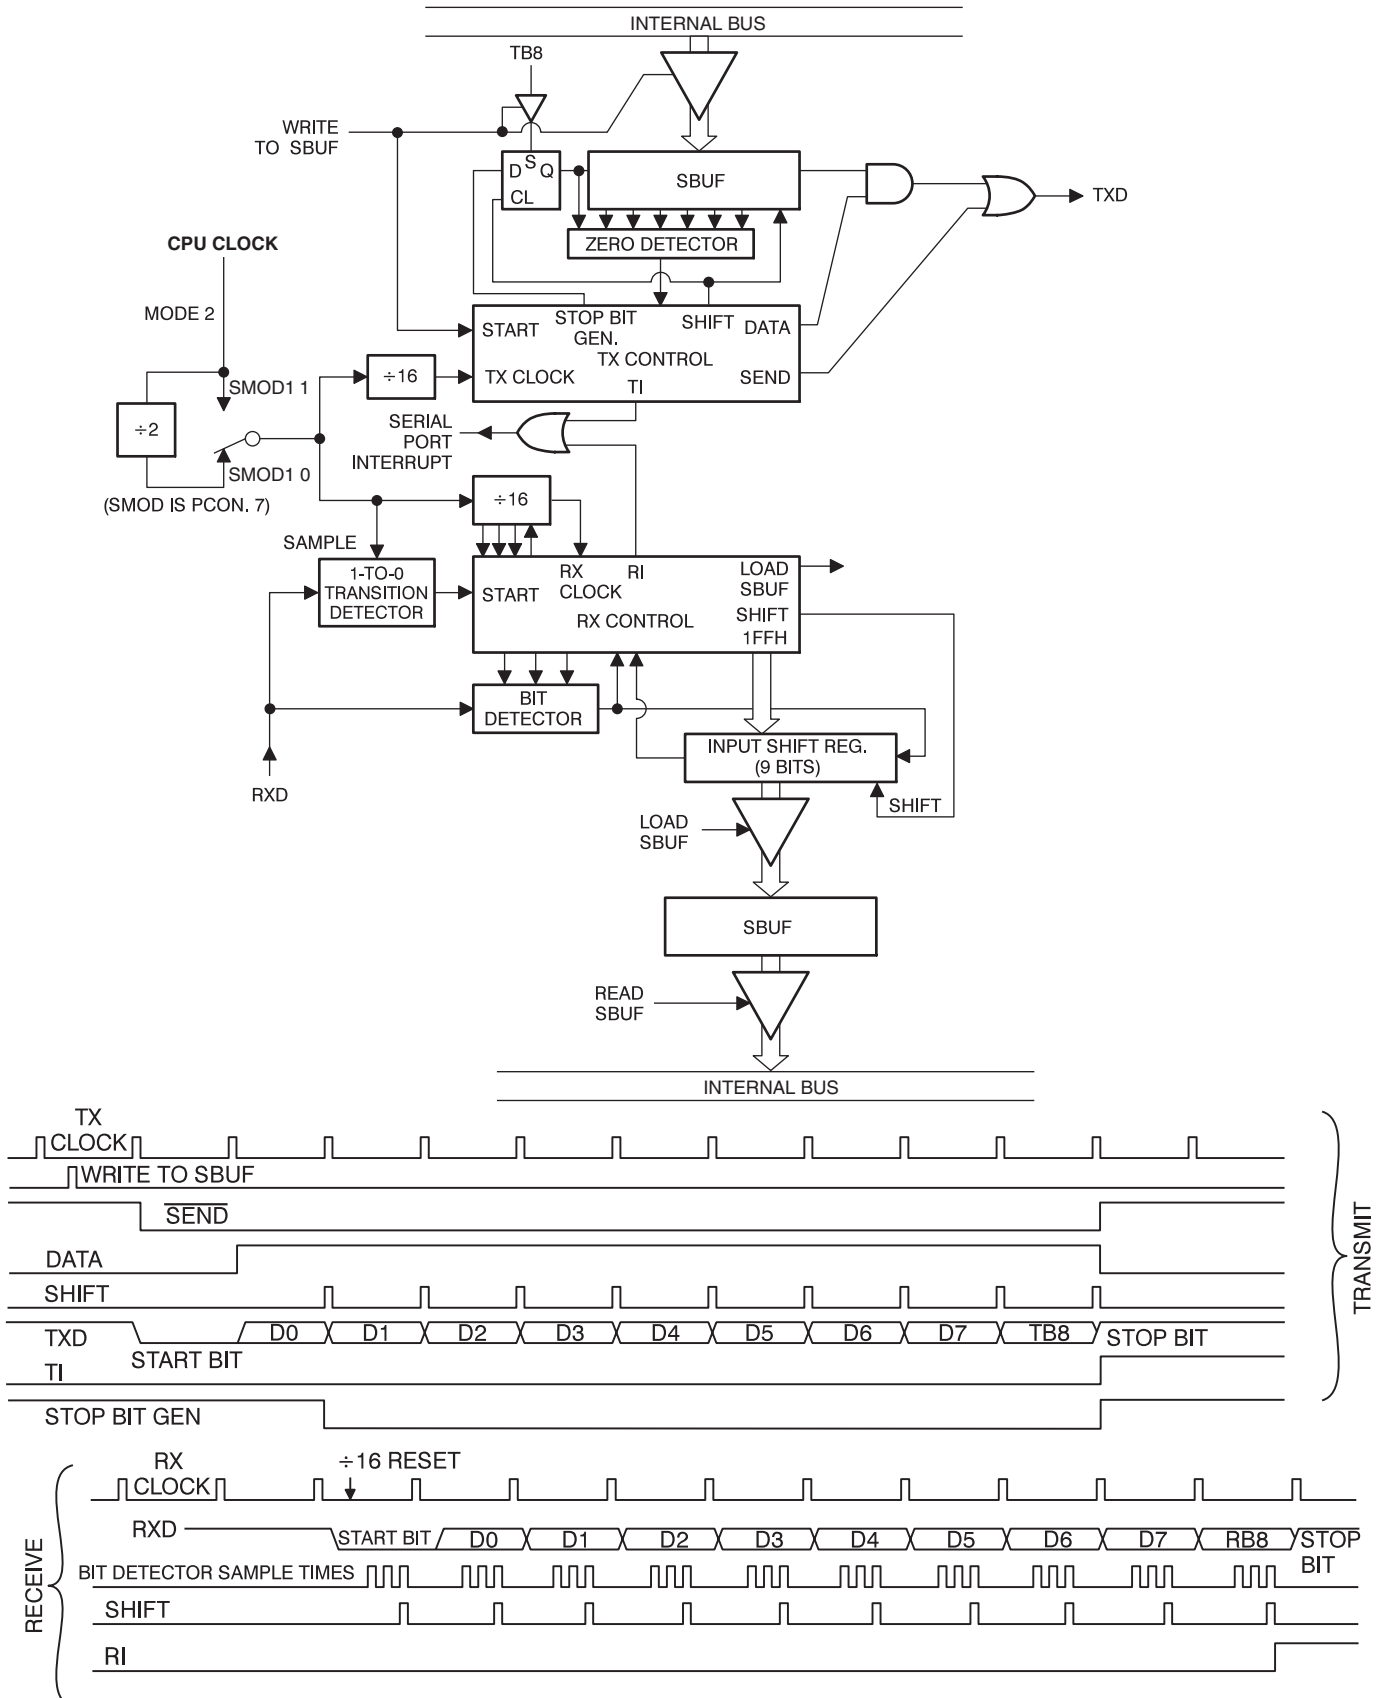 INTERNAL BUS
TB8
WRITE
TO SBUF
D S Q
CL
SBUF
TXD
ZERO DETECTOR
CPU CLOCK
MODE 2
START
STOP BIT
GEN.
SHIFT
DATA
TX CONTROL
÷16
TX CLOCK
TI
SEND
SMOD1 1
÷2
SERIAL
PORT
INTERRUPT
SMOD1 0
(SMOD IS PCON. 7)
÷16
SAMPLE
1-TO-0
TRANSITION
DETECTOR
START
RX
CLOCK
RI
LOAD
SBUF
SHIFT
RX CONTROL
1FFH
BIT
DETECTOR
INPUT SHIFT REG.
(9 BITS)
RXD
SHIFT
LOAD
SBUF
SBUF
READ
SBUF
INTERNAL BUS
TX
CLOCK
WRITE TO SBUF
SEND
DATA
SHIFT
TXD
START BIT
D0 D1 D2 D3 D4 D5 D6 D7 TB8
STOP BIT
TI
STOP BIT GEN
TRANSMIT
RX
CLOCK
÷16 RESET
RXD
START BIT
D0 D1 D2 D3 D4 D5 D6 D7 RB8
STOP
BIT
BIT DETECTOR SAMPLE TIMES
SHIFT
RI
RECEIVE